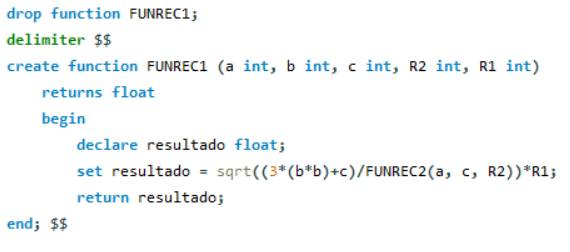 drop function FUNREC1;
delimiter $$
create function FUNREC1 (a int, b int, c int, R2 int, R1 int)
returns float
begin
declare resultado float;
set resultado = sqrt((3*(b*b)+c)/FUNREC2(a, c, R2))*R1;
return resultado;
end; $$